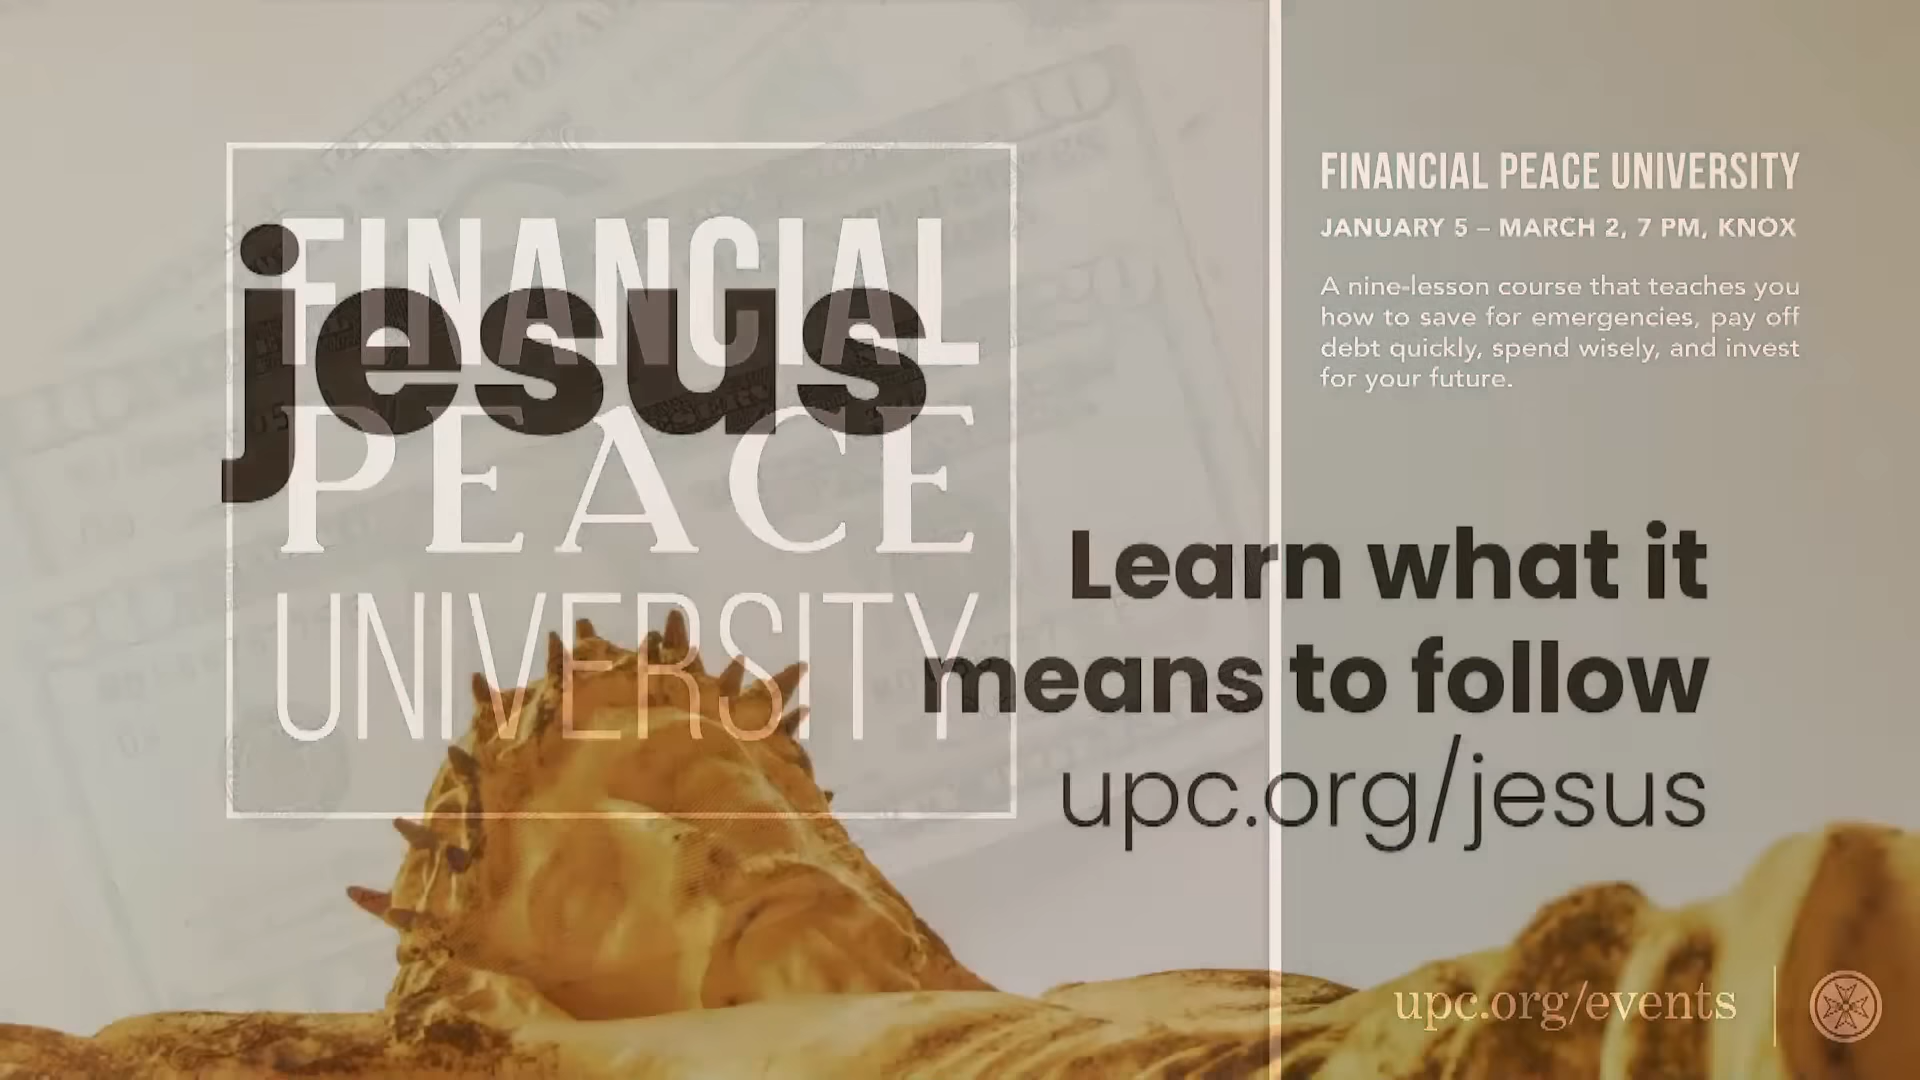 FINANCIAL
PEACE
UNIVERSITY
jesus
FINANCIAL PEACE UNIVERSITY
JANUARY 5 – MARCH 2, 7 PM, KNOX
A nine-lesson course that teaches you
how to save for emergencies, pay off
debt quickly, spend wisely, and invest
for your future.
Learn what it
means to follow
upc.org/jesus
upc.org/events